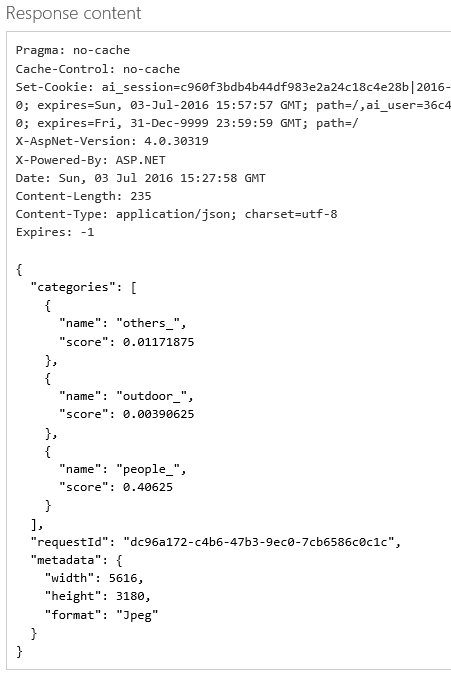 Response content
Pragma: no-cache
Cache-Control: no-cache
Set-Cookie: ai_session=c960f3bdb4b44df983e2a24c18c4e28b|2016-
0; expires=Sun, 03-Jul-2016 15:57:57 GMT; path=/,ai_user=36c4
0; expires=Fri, 31-Dec-9999 23:59:59 GMT; path=/
X-AspNet-Version: 4.0.30319
X-Powered-By: ASP.NET
Date: Sun, 03 Jul 2016 15:27:58 GMT
Content-Length: 235
Content-Type: application/json; charset=utf-8
Expires: -1
{
"categories": [
{
"name": "others_",
"score": 0.01171875
},
{
"name": "outdoor_",
"score": 0.00390625
},
{
"name": "people_",
"score": 0.40625
}
],
"requestId": "dc96a172-c4b6-47b3-9ec0-7cb6586c0c1c",
"metadata": {
"width": 5616,
"height": 3180,
"format": "Jpeg"
}
}